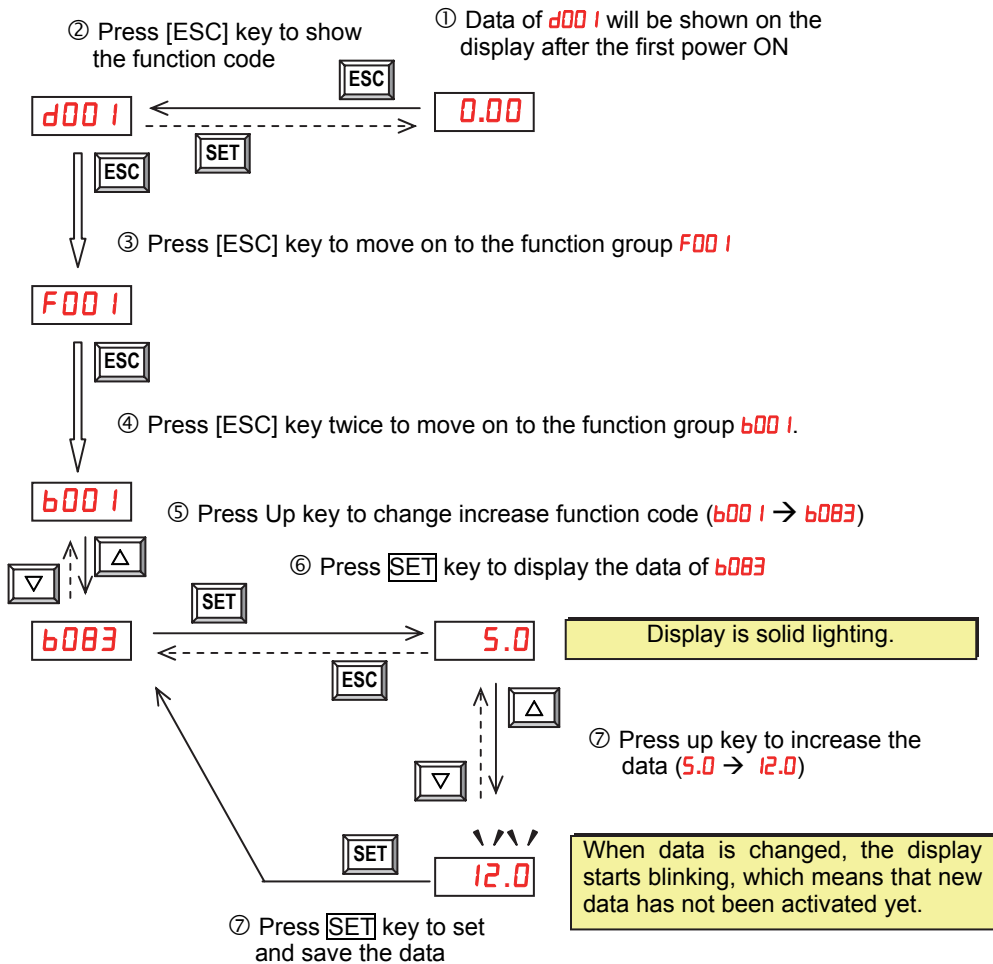 ① Data of d001 will be shown on the
display after the first power ON
② Press [ESC] key to show
the function code
ESC
d001
0.00
SET
ESC
③ Press [ESC] key to move on to the function group F001
F001
ESC
④ Press [ESC] key twice to move on to the function group b001.
b001
⑤ Press Up key to change increase function code (b001 → b083)
△
▽
⑥ Press SET key to display the data of b083
SET
b083
5.0
Display is solid lighting.
ESC
△
⑦ Press up key to increase the
data (5.0 → 12.0)
▽
SET
12.0
When data is changed, the display
starts blinking, which means that new
data has not been activated yet.
⑦ Press SET key to set
and save the data